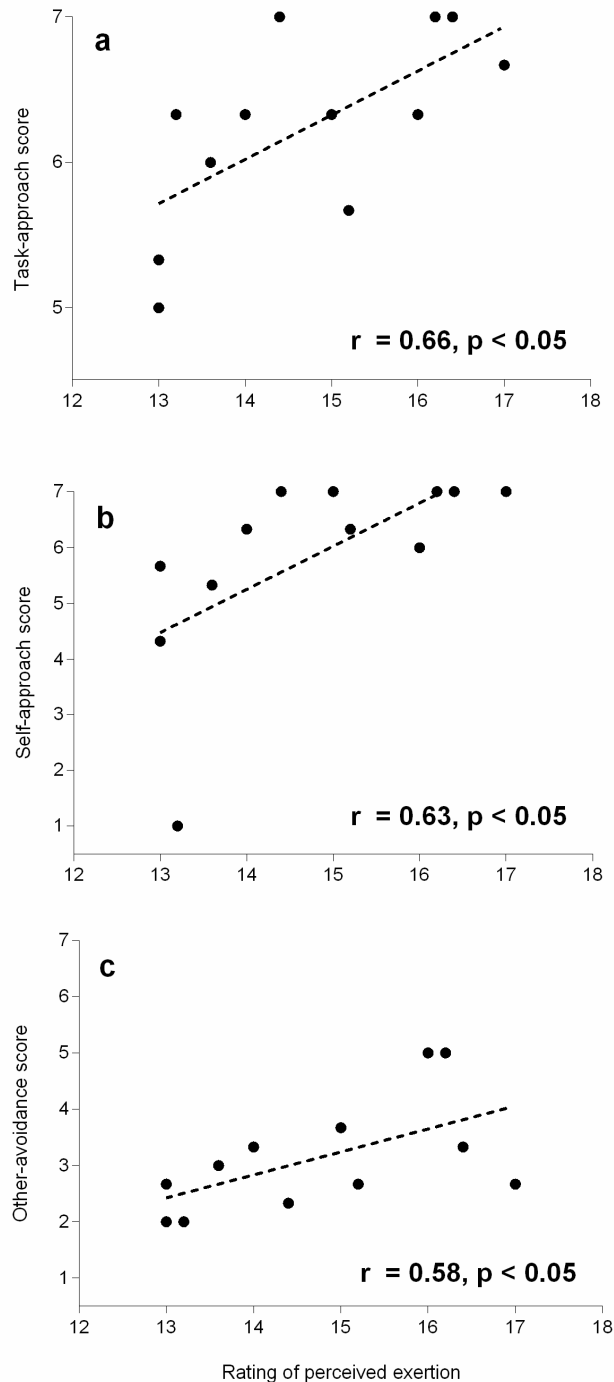 a
Task-approach score
7
6
5
r = 0.66, p < 0.05
12 13 14 15 16 17 18
b
Self-approach score
7
6
5
4
3
2
1
r = 0.63, p < 0.05
12 13 14 15 16 17 18
c
Other-avoidance score
7
6
5
4
3
2
1
r = 0.58, p < 0.05
12 13 14 15 16 17 18
Rating of perceived exertion